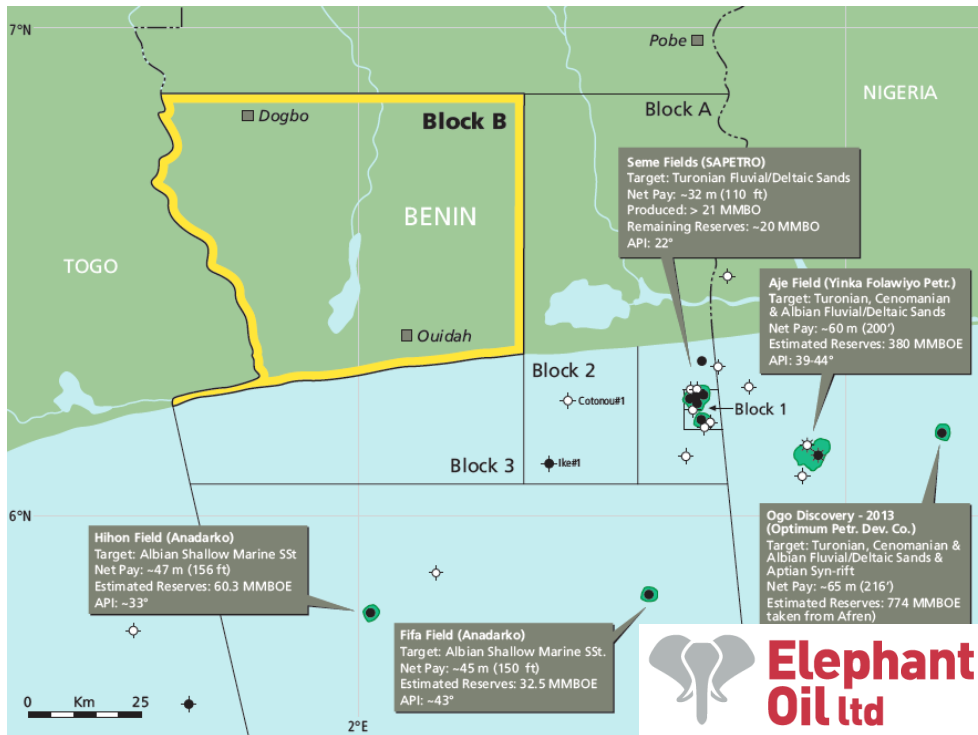 7°N
Pobe
NIGERIA
Dogbo
Block B
Block A
Seme Fields (SAPETRO)
Target: Turonian Fluvial/Deltaic Sands
Net Pay: ~32 m (110 ft)
Produced: > 21 MMBO
Remaining Reserves: ~20 MMBO
API: 22°
BENIN
TOGO
Aje Field (Yinka Folawiyo Petr.)
Target: Turonian, Cenomanian
& Albian Fluvial/Deltaic Sands
Net Pay: ~60 m (200')
Estimated Reserves: 380 MMBOE
API: 39-44°
Ouidah
Block 2
Cotonou#1
Block 1
Block 3
Ike#1
6°N
Ogo Discovery - 2013
(Optimum Petr. Dev. Co.)
Target: Turonian, Cenomanian &
Albian Fluvial/Deltaic Sands &
Aptian Syn-rift
Net Pay: ~65 m (216')
Estimated Reserves: 774 MMBOE
taken from Afren)
Hihon Field (Anadarko)
Target: Albian Shallow Marine SSt
Net Pay: ~47 m (156 ft)
Estimated Reserves: 60.3 MMBOE
API: ~33°
Fifa Field (Anadarko)
Target: Albian Shallow Marine SSt.
Net Pay: ~45 m (150 ft)
Estimated Reserves: 32.5 MMBOE
API: ~43°
0 Km 25
2°E
Elephant
Oil ltd